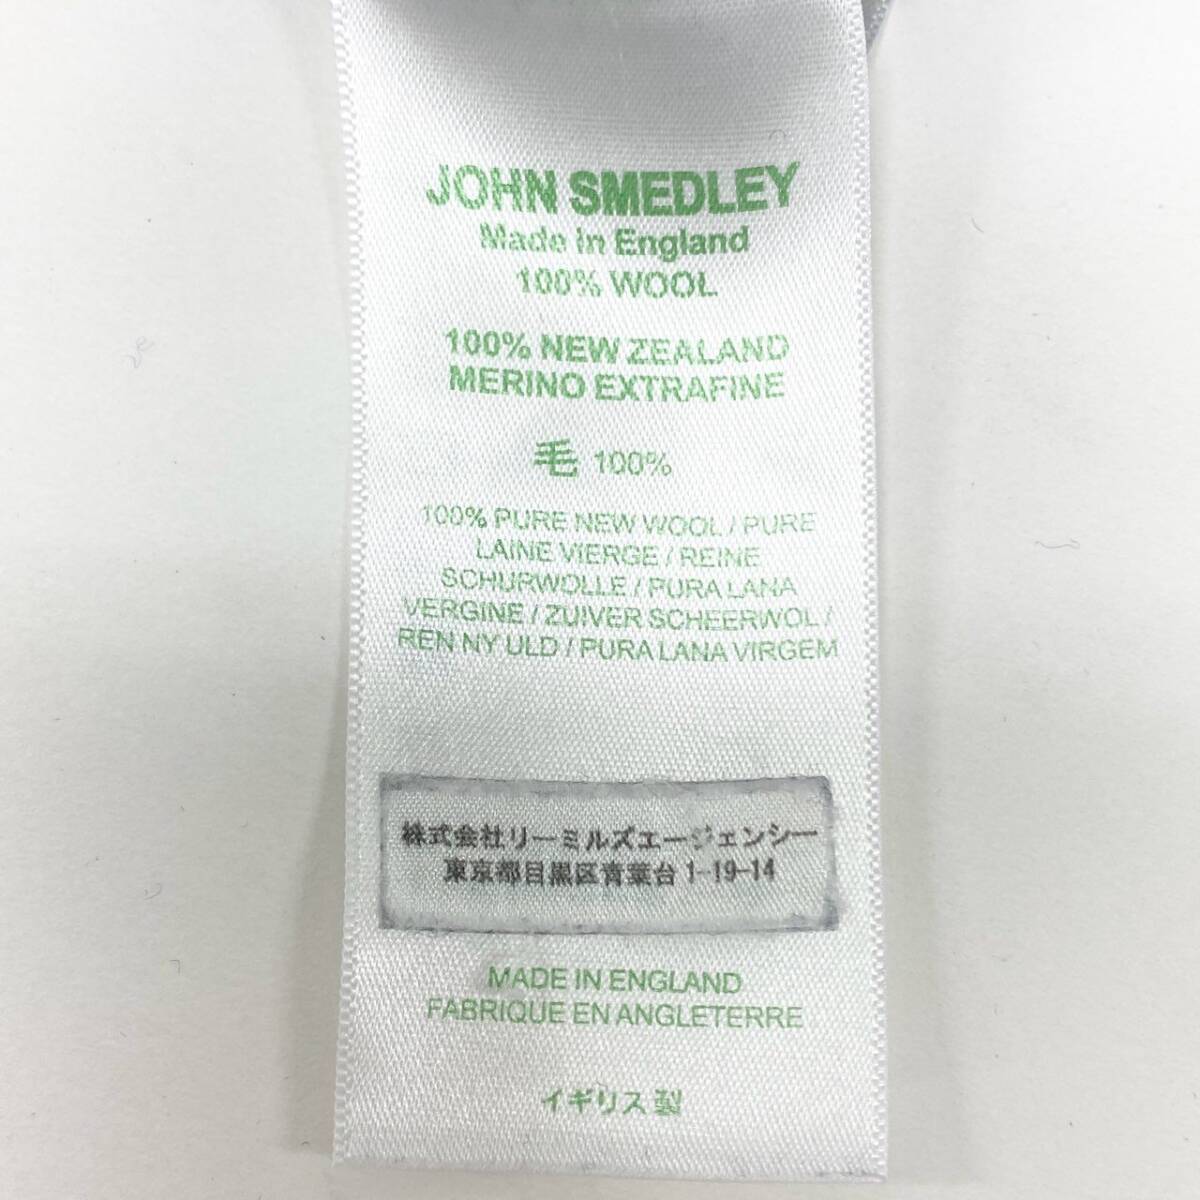 JOHN SMEDLEY
Made in England
100% WOOL
100% NEW ZEALAND
MERINO EXTRAFINE
毛 100%
100% PURE NEW WOOL / PURE
LAINE VIERGE / REINE
SCHURWOLLE / PURA LANA
VERGINE / ZUIVER SCHEERWOL /
REN NY ULD / PURA LANA VIRGEM
株式会社リーミルズエージェンシー
東京都目黒区青葉台 1-19-14
MADE IN ENGLAND
FABRIQUE EN ANGLETERRE
イギリス製